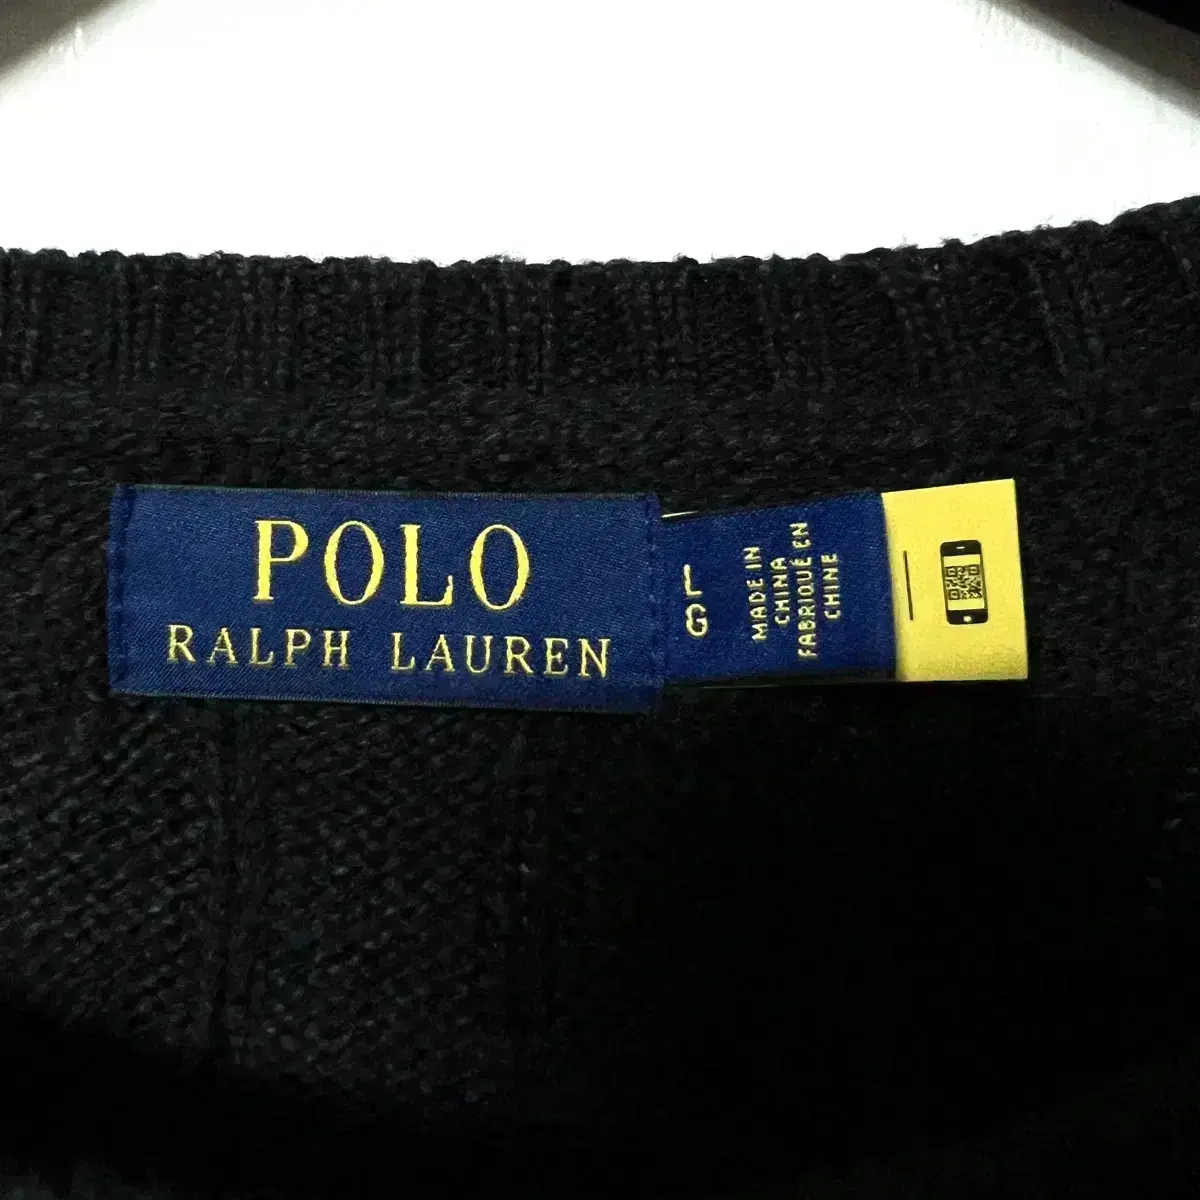 POLO
RALPH LAUREN
L
G
MADE IN
CHINA
FABRIQUÉ EN
CHINE